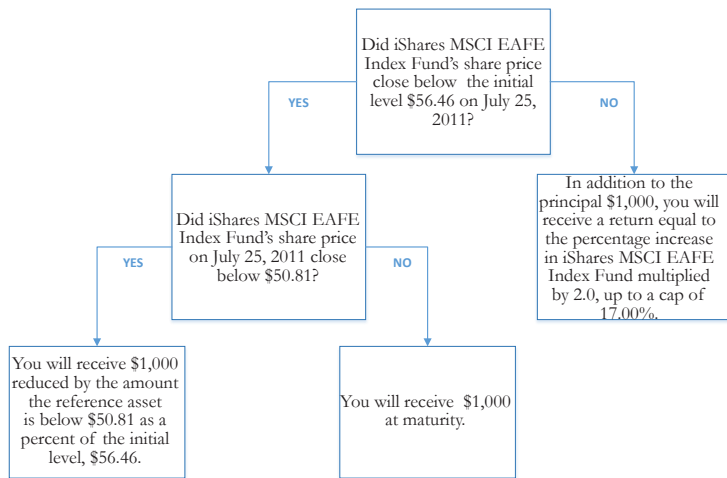 Did iShares MSCI EAFE
Index Fund's share price
close below the initial
level $56.46 on July 25,
2011?
YES
NO
Did iShares MSCI EAFE
Index Fund's share price
on July 25, 2011 close
below $50.81?
In addition to the
principal $1,000, you will
receive a return equal to
the percentage increase
in iShares MSCI EAFE
Index Fund multiplied
by 2.0, up to a cap of
17.00%.
YES
NO
You will receive $1,000
reduced by the amount
the reference asset
is below $50.81 as a
percent of the initial
level, $56.46.
You will receive $1,000
at maturity.